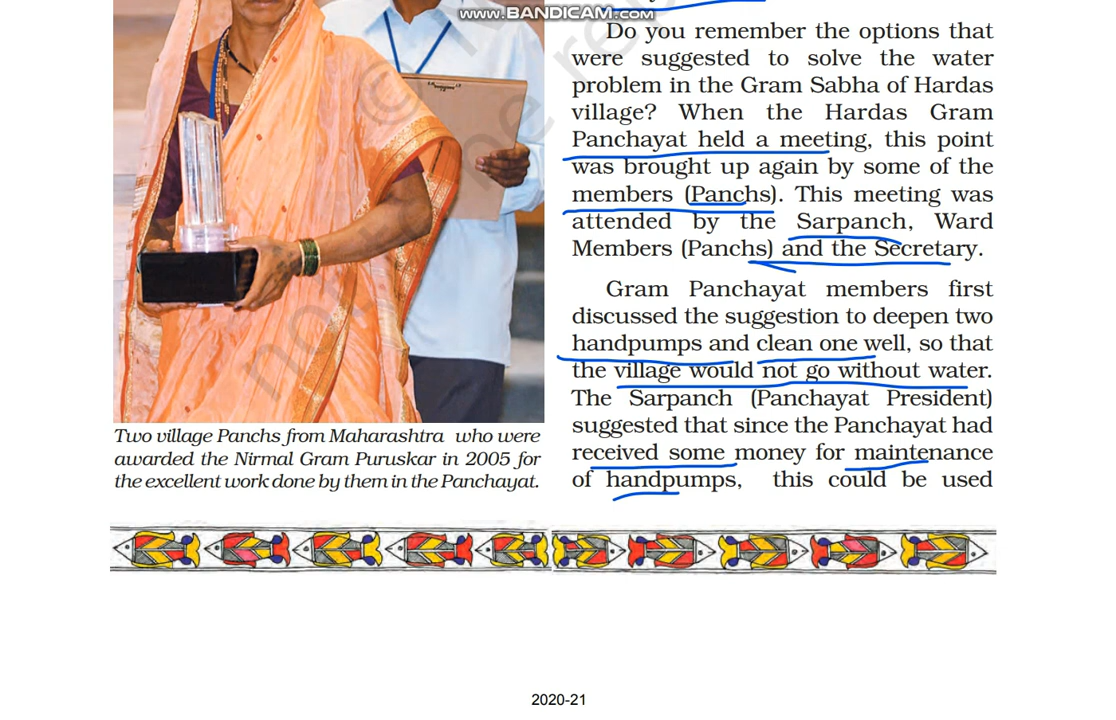 www.BANDICAM.com
Do you remember the options that
were suggested to solve the water
problem in the Gram Sabha of Hardas
village? When the Hardas Gram
Panchayat held a meeting, this point
was brought up again by some of the
members (Panchs). This meeting was
attended by the Sarpanch, Ward
Members (Panchs) and the Secretary.
Gram Panchayat members first
discussed the suggestion to deepen two
handpumps and clean one well, so that
the village would not go without water.
The Sarpanch (Panchayat President)
suggested that since the Panchayat had
received some money for maintenance
of handpumps, this could be used
Two village Panchs from Maharashtra who were
awarded the Nirmal Gram Puruskar in 2005 for
the excellent work done by them in the Panchayat.
2020-21